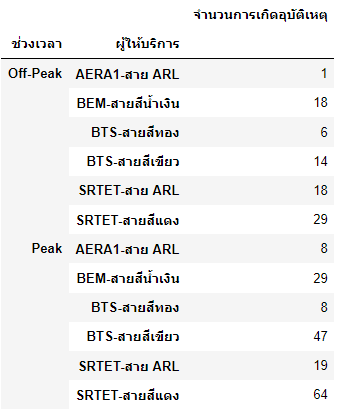 จำนวนการเกิดอุบัติเหตุ
ช่วงเวลา ผู้ให้บริการ
Off-Peak AERA1-สาย ARL 1
BEM-สายสีน้ำเงิน 18
BTS-สายสีทอง 6
BTS-สายสีเขียว 14
SRTET-สาย ARL 18
SRTET-สายสีแดง 29
Peak AERA1-สาย ARL 8
BEM-สายสีน้ำเงิน 29
BTS-สายสีทอง 8
BTS-สายสีเขียว 47
SRTET-สาย ARL 19
SRTET-สายสีแดง 64